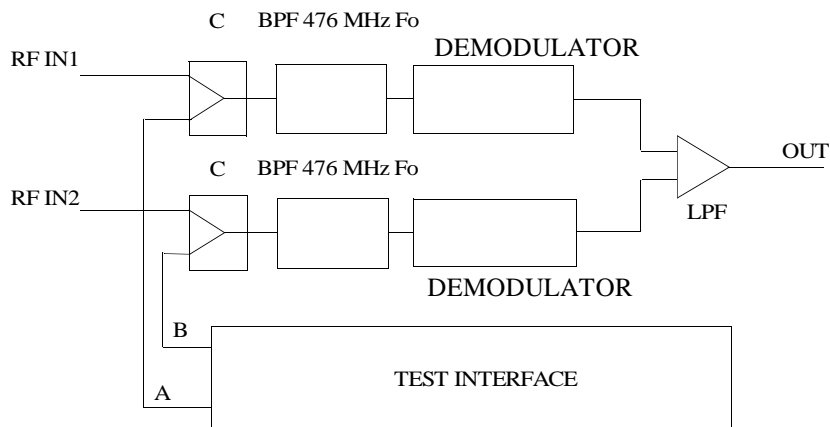 C BPF 476 MHz Fo
DEMODULATOR
RF IN1
OUT
C BPF 476 MHz Fo
RF IN2
LPF
DEMODULATOR
B
TEST INTERFACE
A